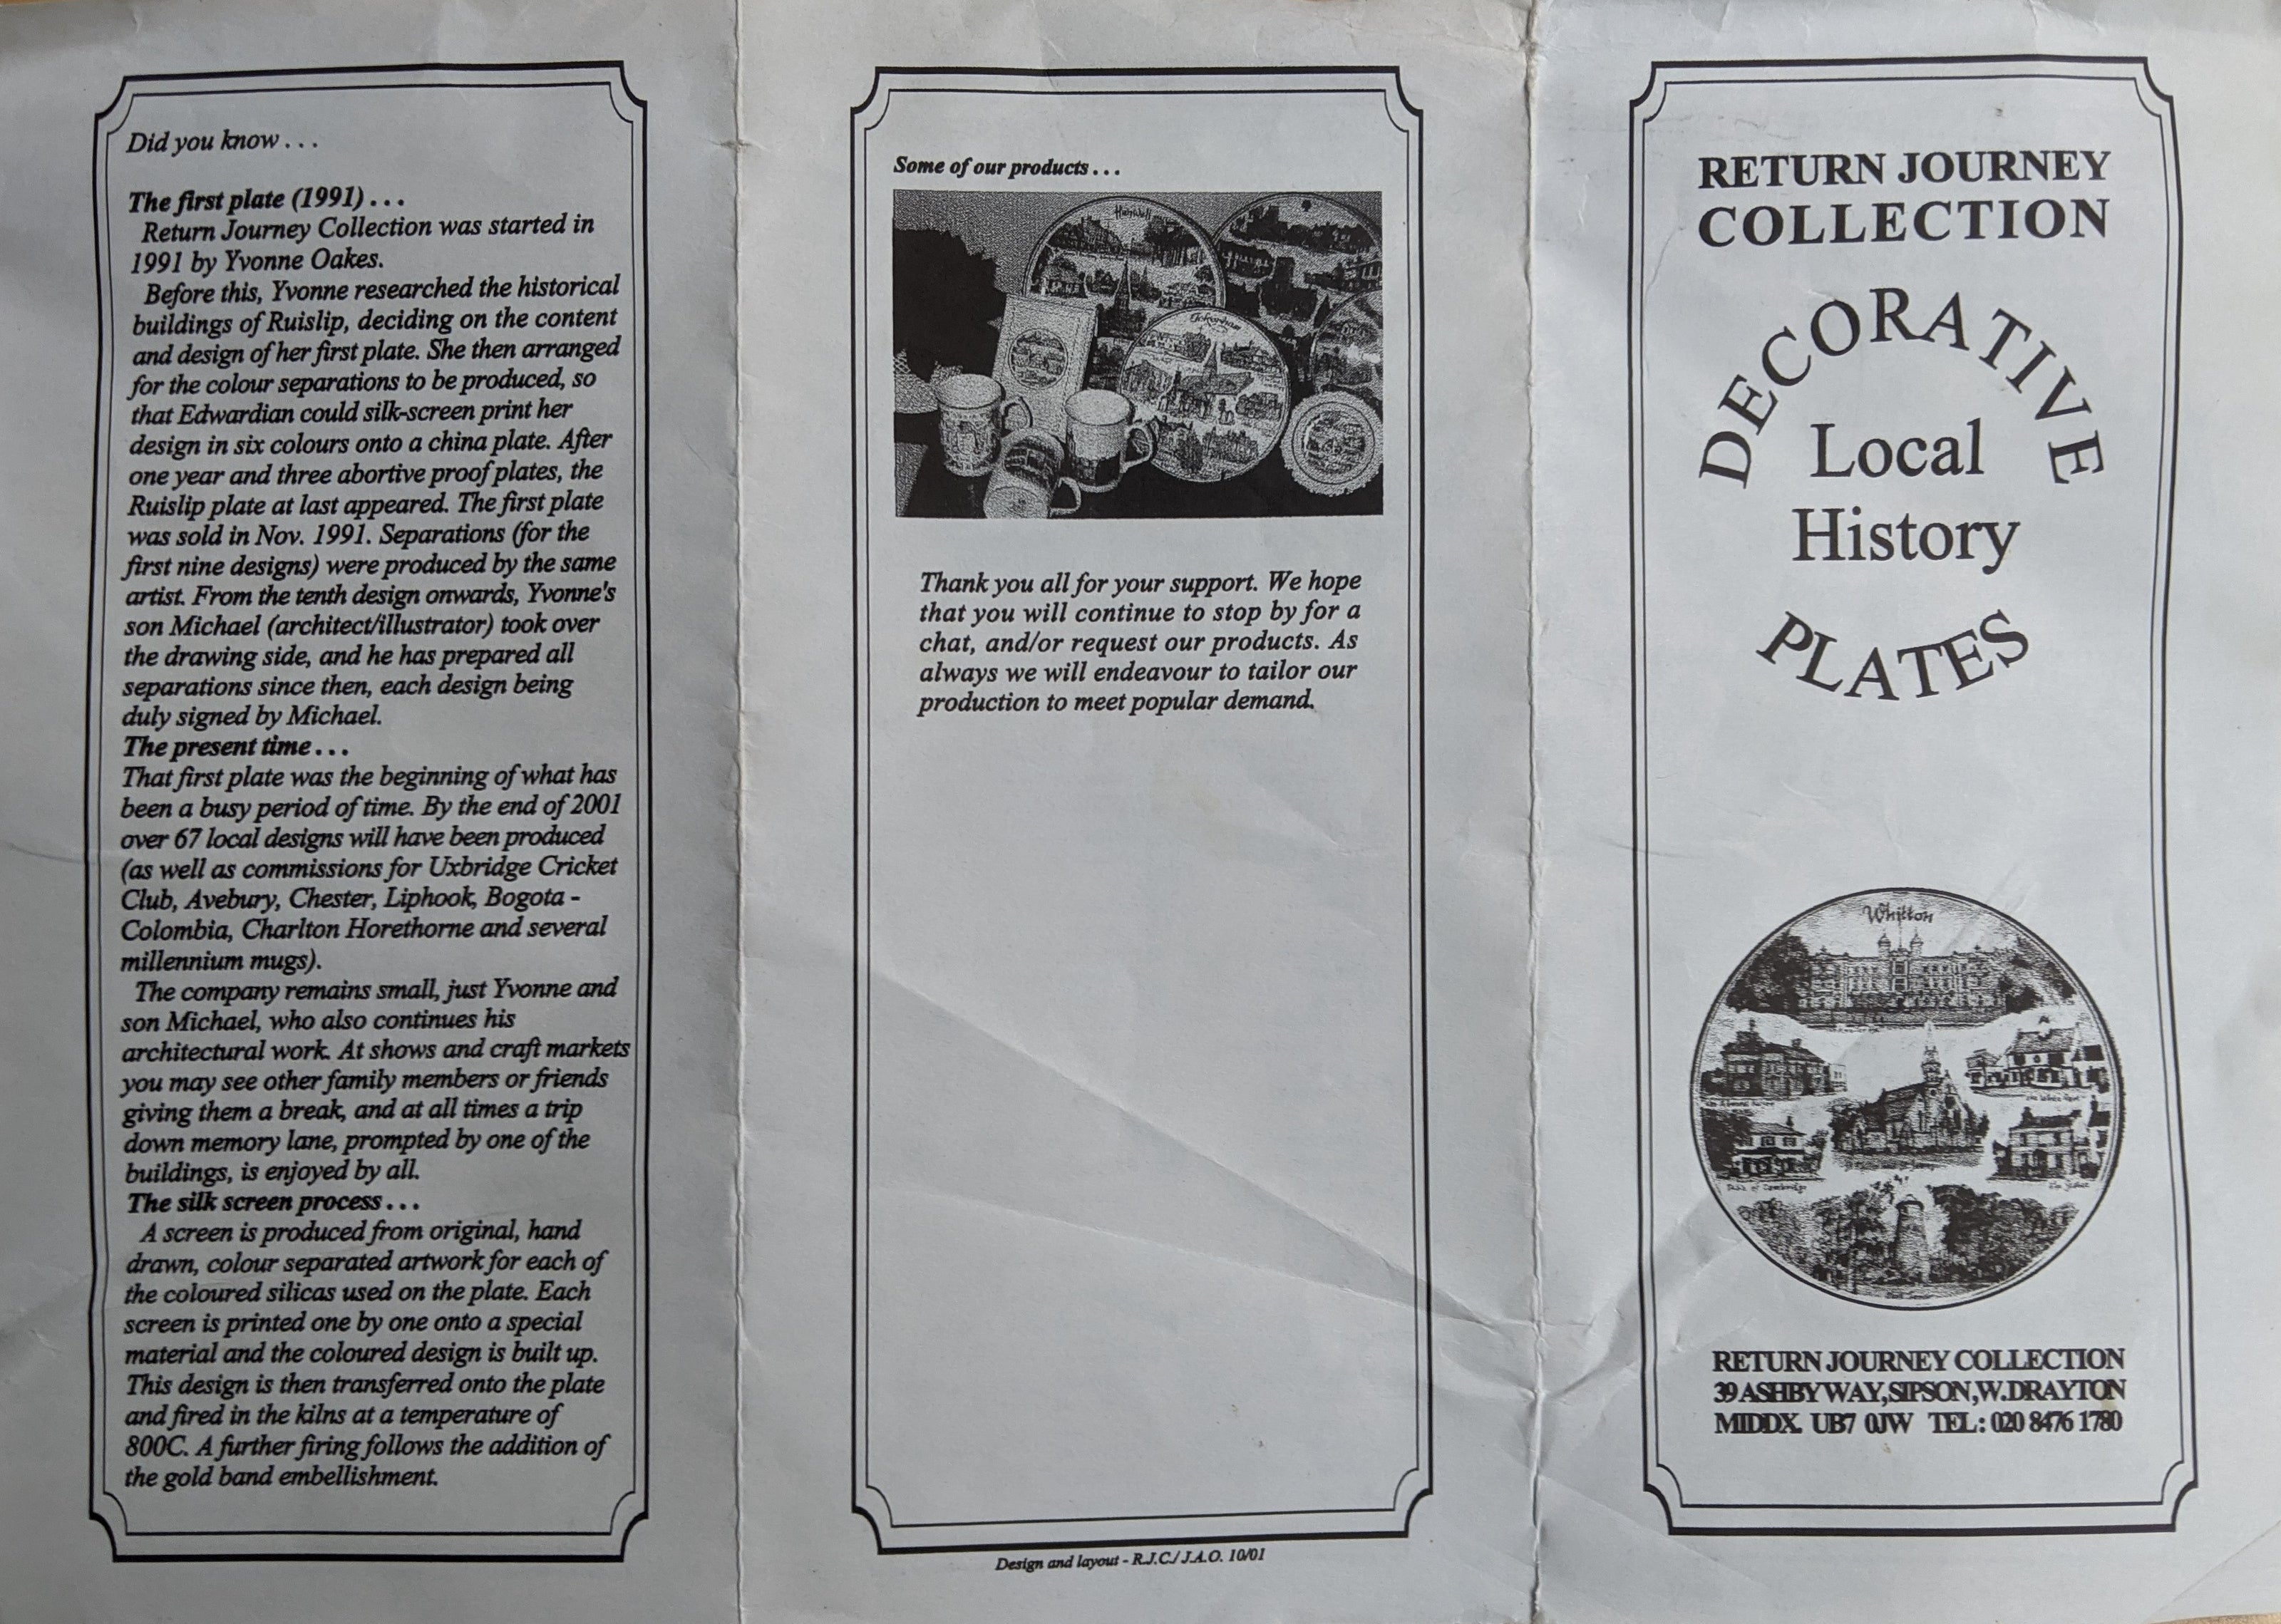 Did you know . . .
The first plate (1991) . . .
Return Journey Collection was started in
1991 by Yvonne Oakes.
Before this, Yvonne researched the historical
buildings of Ruislip, deciding on the content
and design of her first plate. She then arranged
for the colour separations to be produced, so
that Edwardian could silk-screen print her
design in six colours onto a china plate. After
one year and three abortive proof plates, the
Ruislip plate at last appeared. The first plate
was sold in Nov. 1991. Separations (for the
first nine designs) were produced by the same
artist. From the tenth design onwards, Yvonne's
son Michael (architect/illustrator) took over
the drawing side, and he has prepared all
separations since then, each design being
duly signed by Michael.
The present time . . .
That first plate was the beginning of what has
been a busy period of time. By the end of 2001
over 67 local designs will have been produced
(as well as commissions for Uxbridge Cricket
Club, Avebury, Chester, Liphook, Bogota -
Colombia, Charlton Horethorne and several
millennium mugs).
The company remains small, just Yvonne and
son Michael, who also continues his
architectural work. At shows and craft markets
you may see other family members or friends
giving them a break, and at all times a trip
down memory lane, prompted by one of the
buildings, is enjoyed by all.
The silk screen process . . .
A screen is produced from original, hand
drawn, colour separated artwork for each of
the coloured silicas used on the plate. Each
screen is printed one by one onto a special
material and the coloured design is built up.
This design is then transferred onto the plate
and fired in the kilns at a temperature of
800C. A further firing follows the addition of
the gold band embellishment.
Some of our products . . .
Hanwell
Ickenham
Thank you all for your support. We hope
that you will continue to stop by for a
chat, and/or request our products. As
always we will endeavour to tailor our
production to meet popular demand.
Design and layout - R.J.C./ J.A.O. 10/01
RETURN JOURNEY
COLLECTION
DECORATIVE
Local
History
PLATES
Whitton
Duke of Cambridge
RETURN JOURNEY COLLECTION
39 ASHBY WAY, SIPSON, W.DRAYTON
MIDDX. UB7 0JW TEL : 020 8476 1780